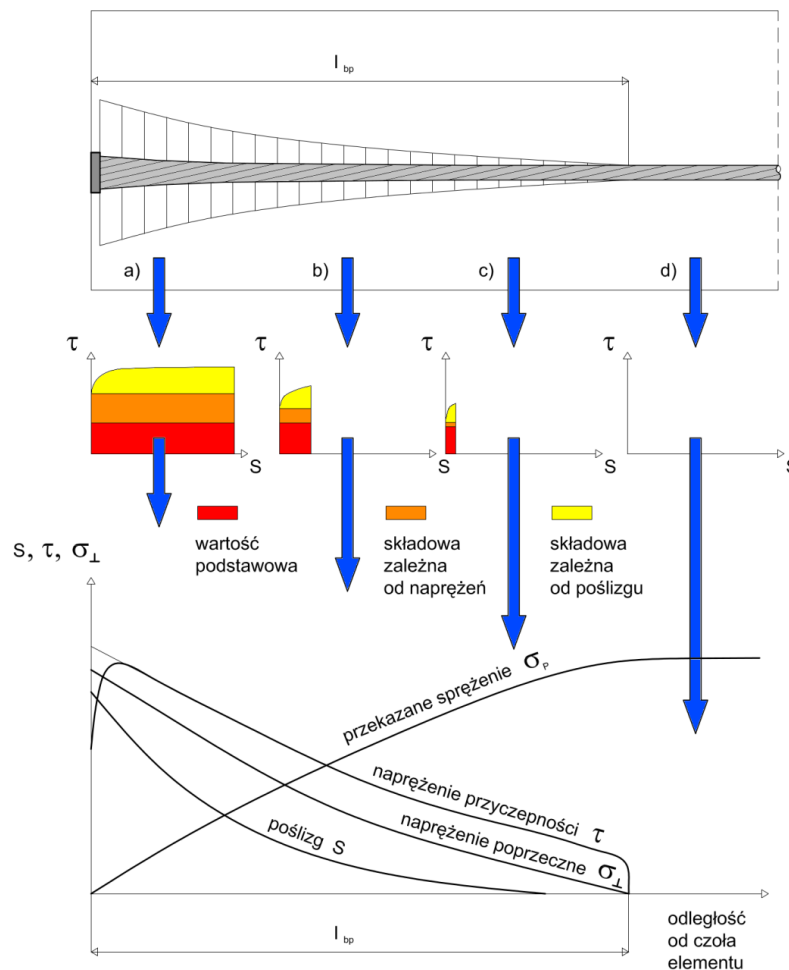 l bp
a)
b)
c)
d)
τ
τ
τ
τ
S
S
S
S
wartość
podstawowa
składowa
zależna
od naprężeń
składowa
zależna
od poślizgu
s, τ, σ⊥
przekazane sprężenie σP
naprężenie przyczepności τ
naprężenie poprzeczne σ⊥
poślizg S
l bp
odległość
od czoła
elementu